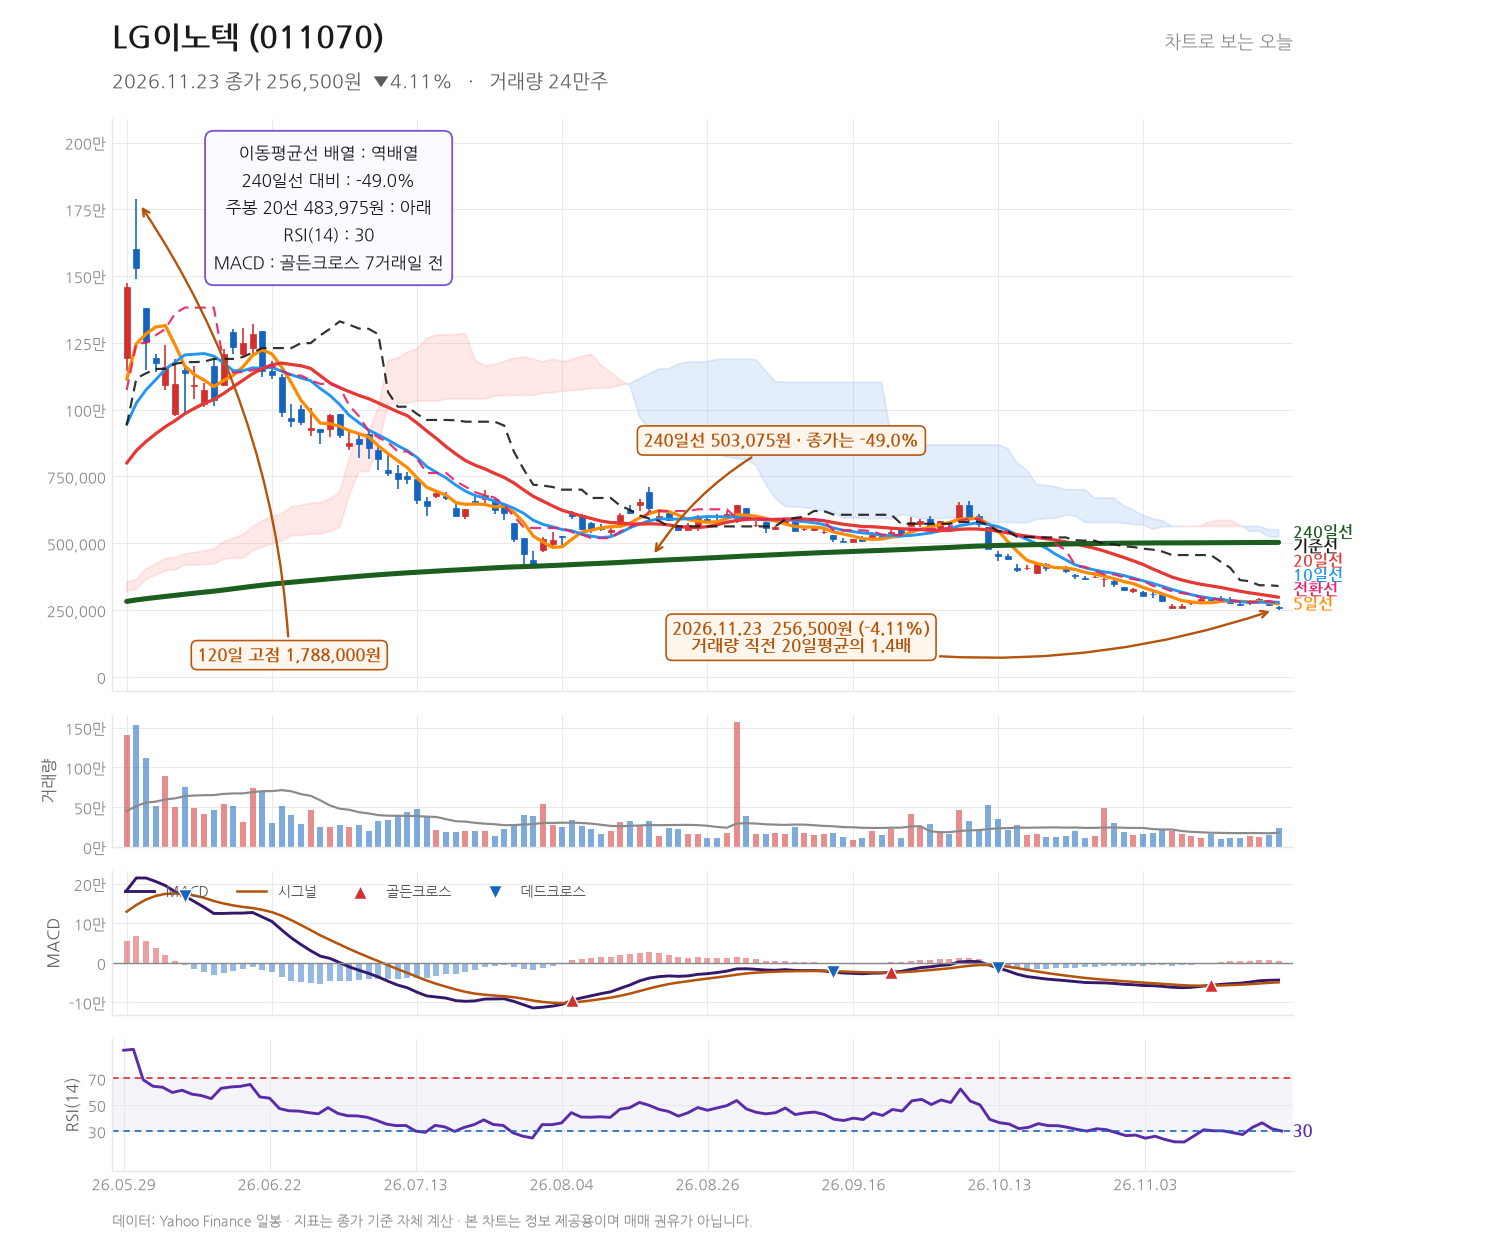 LG이노텍 (011070)
차트로 보는 오늘
2026.11.23 종가 256,500원 ▼4.11% · 거래량 24만주
이동평균선 배열 : 역배열
240일선 대비 : -49.0%
주봉 20선 483,975원 : 아래
RSI(14) : 30
MACD : 골든크로스 7거래일 전
200만
175만
150만
125만
100만
750,000
500,000
250,000
0
240일선 503,075원 · 종가는 -49.0%
120일 고점 1,788,000원
2026.11.23 256,500원 (-4.11%)
거래량 직전 20일평균의 1.4배
240일선
기준선
20일선
10일선
전환선
5일선
거래량
150만
100만
50만
0만
MACD
20만
10만
0
-10만
MACD
시그널
골든크로스
데드크로스
RSI(14)
70
50
30
30
26.05.29
26.06.22
26.07.13
26.08.04
26.08.26
26.09.16
26.10.13
26.11.03
데이터: Yahoo Finance 일봉 · 지표는 종가 기준 자체 계산 · 본 차트는 정보 제공용이며 매매 권유가 아닙니다.